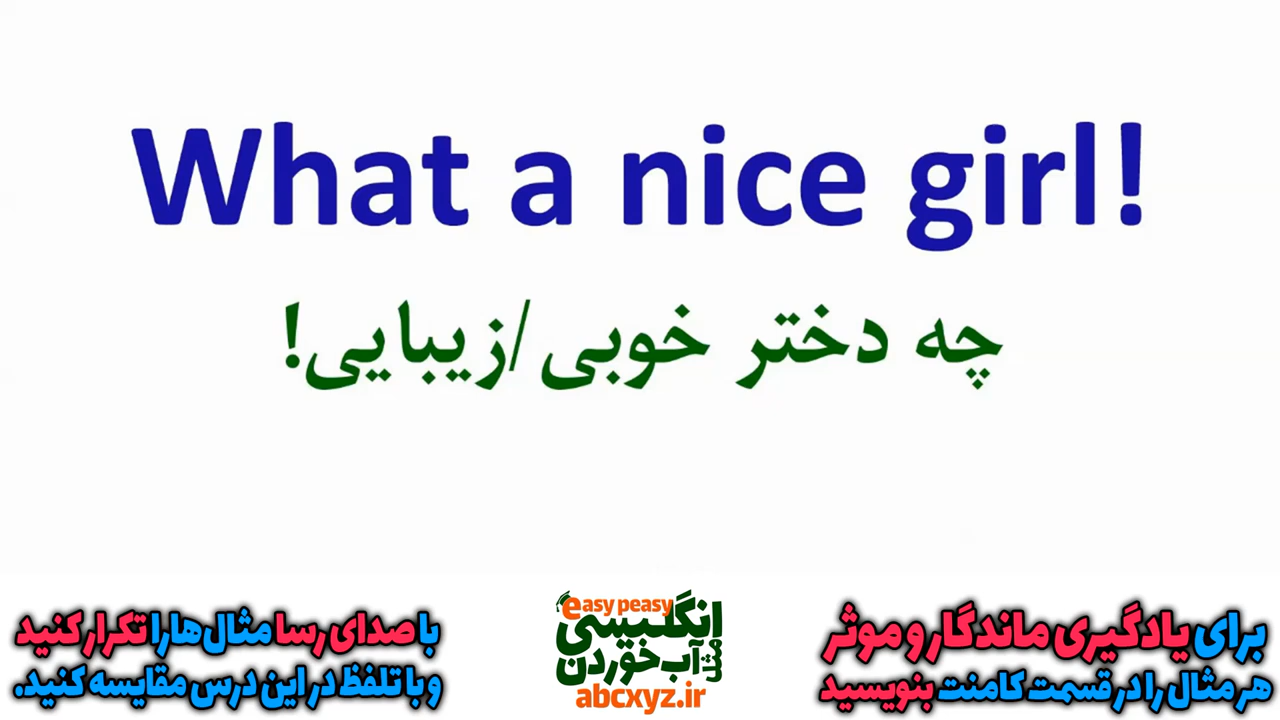 What a nice girl!
چه دختر خوبی/زیبایی!
برای یادگیری ماندگار و موثر
هر مثال را در قسمت کامنت بنویسید
easy peasy
انگلیسی
مثل آب خوردن
abcxyz.ir
با صدای رسا مثال‌ها را تکرار کنید
و با تلفظ در این درس مقایسه کنید.